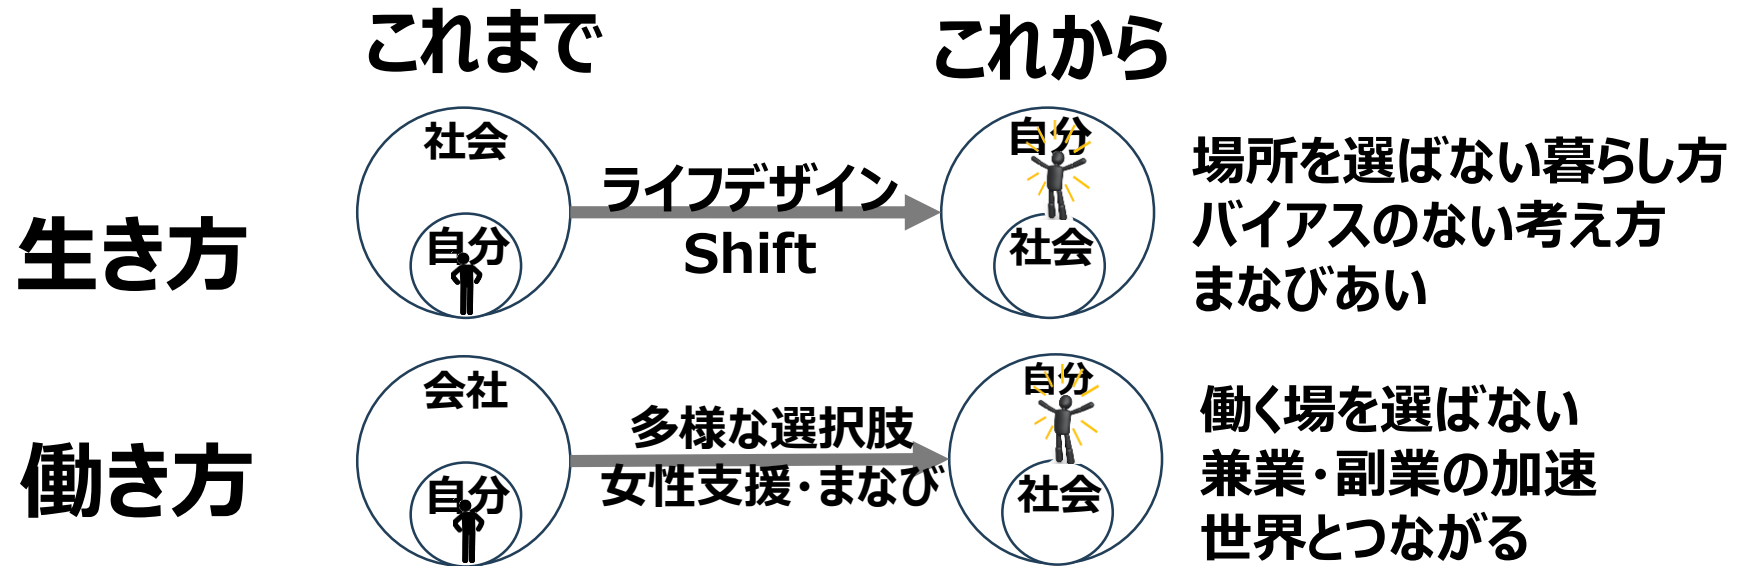 これまで
これから
生き方
社会
自分
ライフデザイン
Shift
自分
社会
場所を選ばない暮らし方
バイアスのない考え方
まなびあい
働き方
会社
自分
多様な選択肢
女性支援・まなび
自分
社会
働く場を選ばない
兼業・副業の加速
世界とつながる